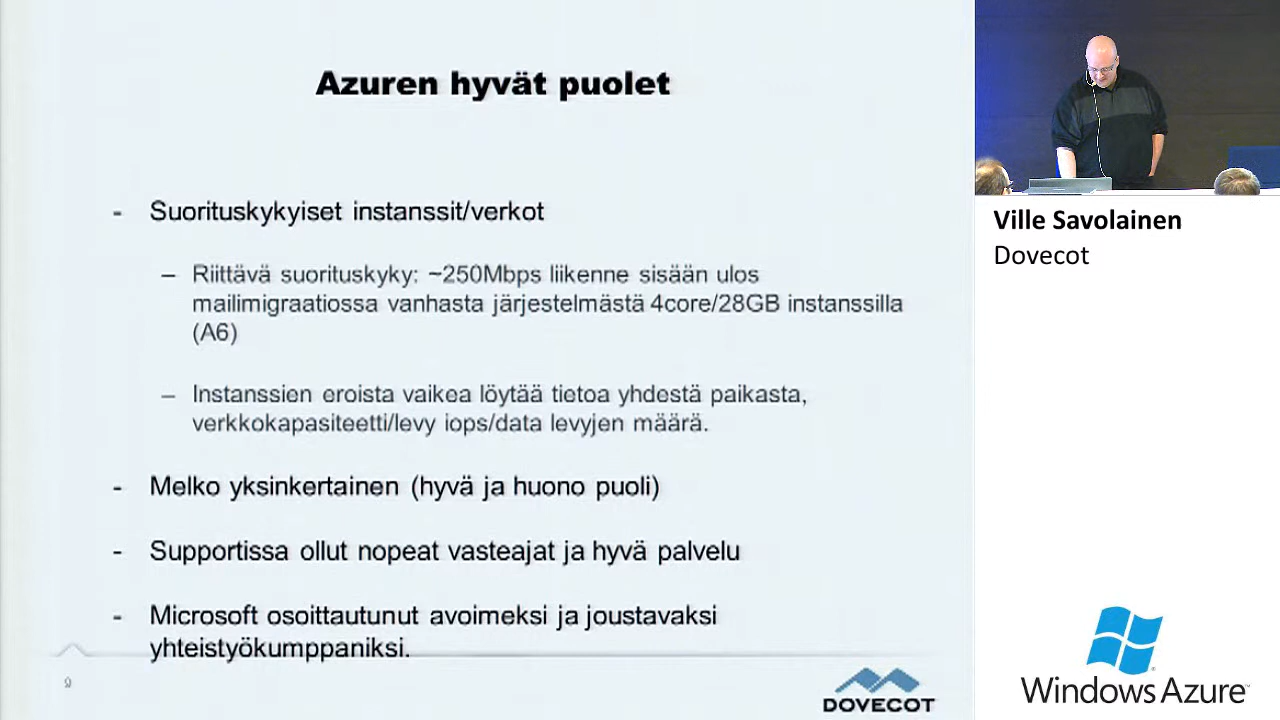 Azuren hyvät puolet
- Suorituskykyiset instanssit/verkot
– Riittävä suorituskyky: ~250Mbps liikenne sisään ulos
mailimigraatiossa vanhasta järjestelmästä 4core/28GB instanssilla
(A6)
– Instanssien eroista vaikea löytää tietoa yhdestä paikasta,
verkkokapasiteetti/levy iops/data levyjen määrä.
- Melko yksinkertainen (hyvä ja huono puoli)
- Supportissa ollut nopeat vasteajat ja hyvä palvelu
- Microsoft osoittautunut avoimeksi ja joustavaksi
yhteistyökumppaniksi.
9
DOVECOT
Ville Savolainen
Dovecot
Windows Azure